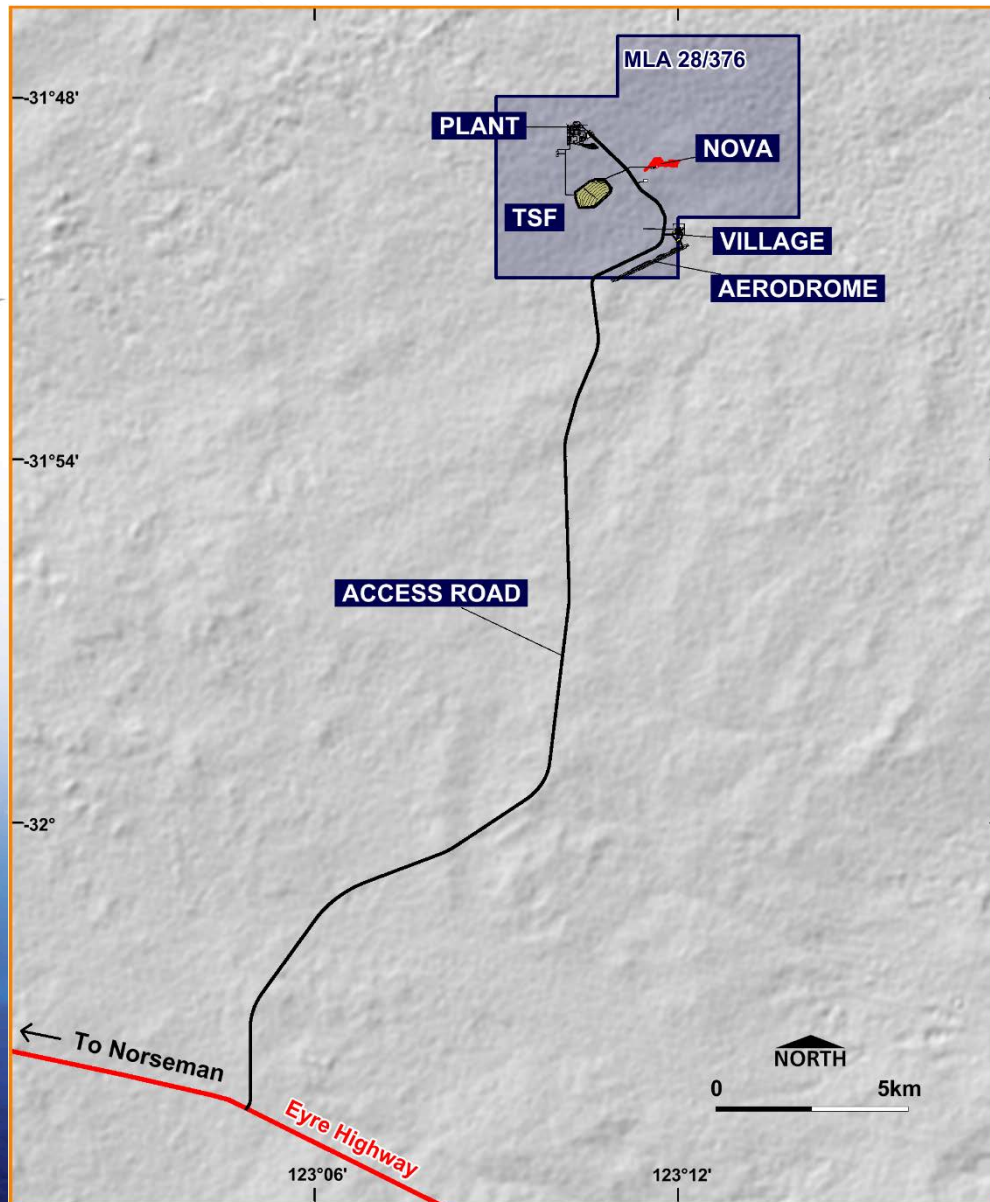 MLA 28/376
-31°48'
PLANT
NOVA
TSF
VILLAGE
AERODROME
-31°54'
ACCESS ROAD
-32°
NORTH
0 5km
To Norseman
Eyre Highway
123°06' 123°12'